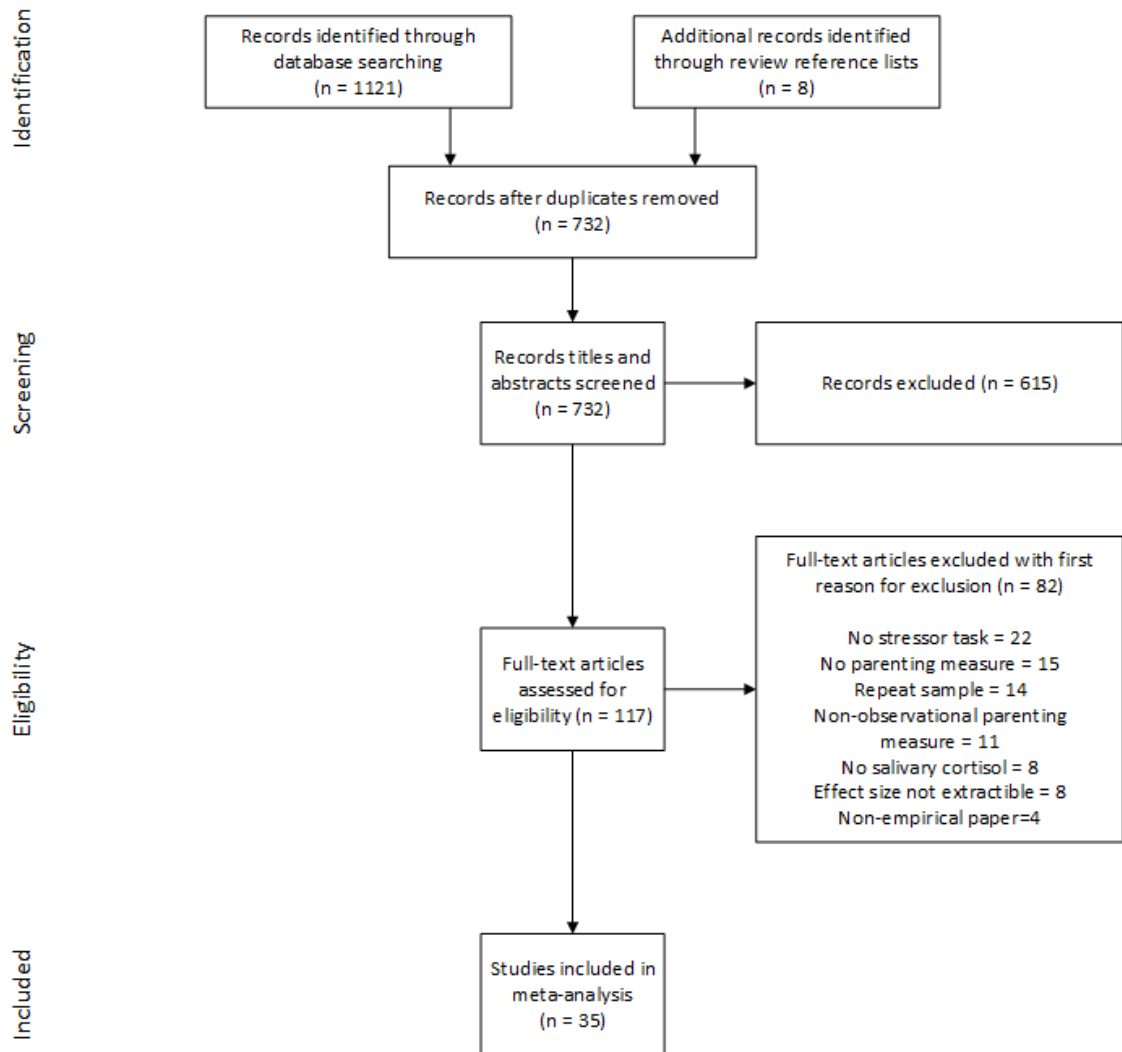 Identification
Records identified through
database searching
(n = 1121)
Additional records identified
through review reference lists
(n = 8)
Records after duplicates removed
(n = 732)
Screening
Records titles and
abstracts screened
(n = 732)
Records excluded (n = 615)
Eligibility
Full-text articles
assessed for
eligibility (n = 117)
Full-text articles excluded with first
reason for exclusion (n = 82)
No stressor task = 22
No parenting measure = 15
Repeat sample = 14
Non-observational parenting
measure = 11
No salivary cortisol = 8
Effect size not extractible = 8
Non-empirical paper=4
Included
Studies included in
meta-analysis
(n = 35)